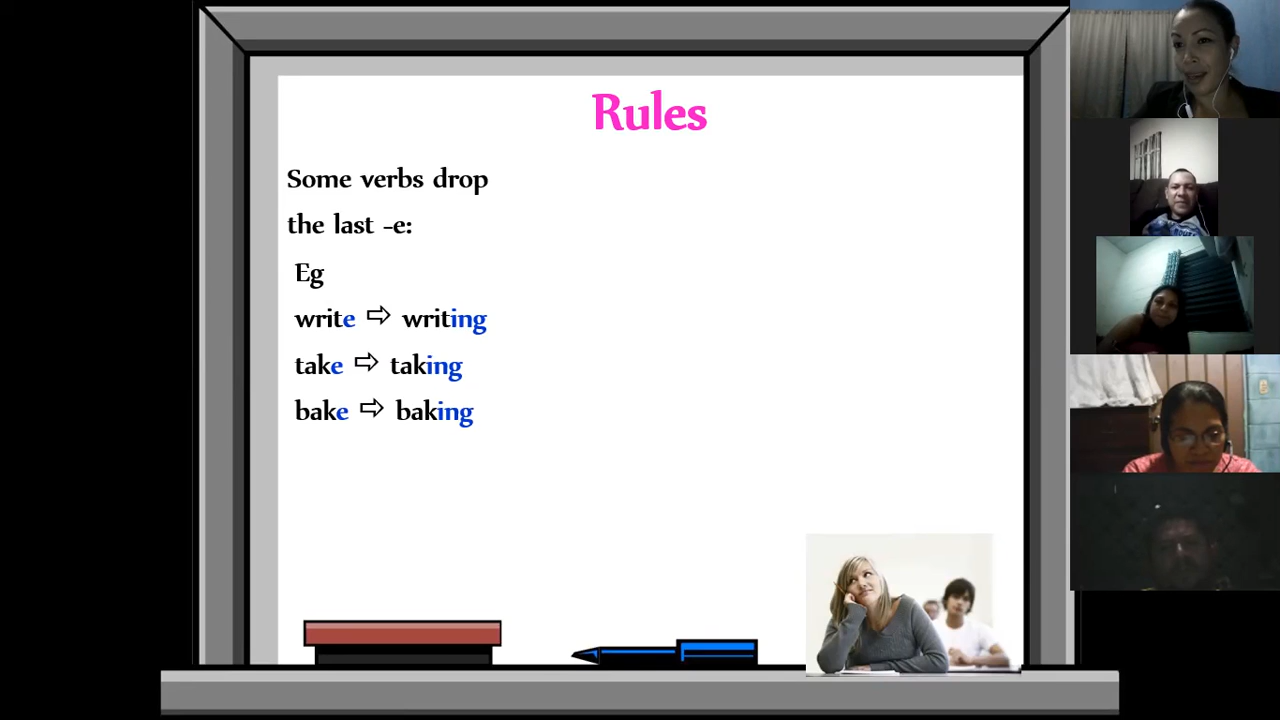 Rules
Some verbs drop
the last -e:
Eg
write ⇨ writing
take ⇨ taking
bake ⇨ baking